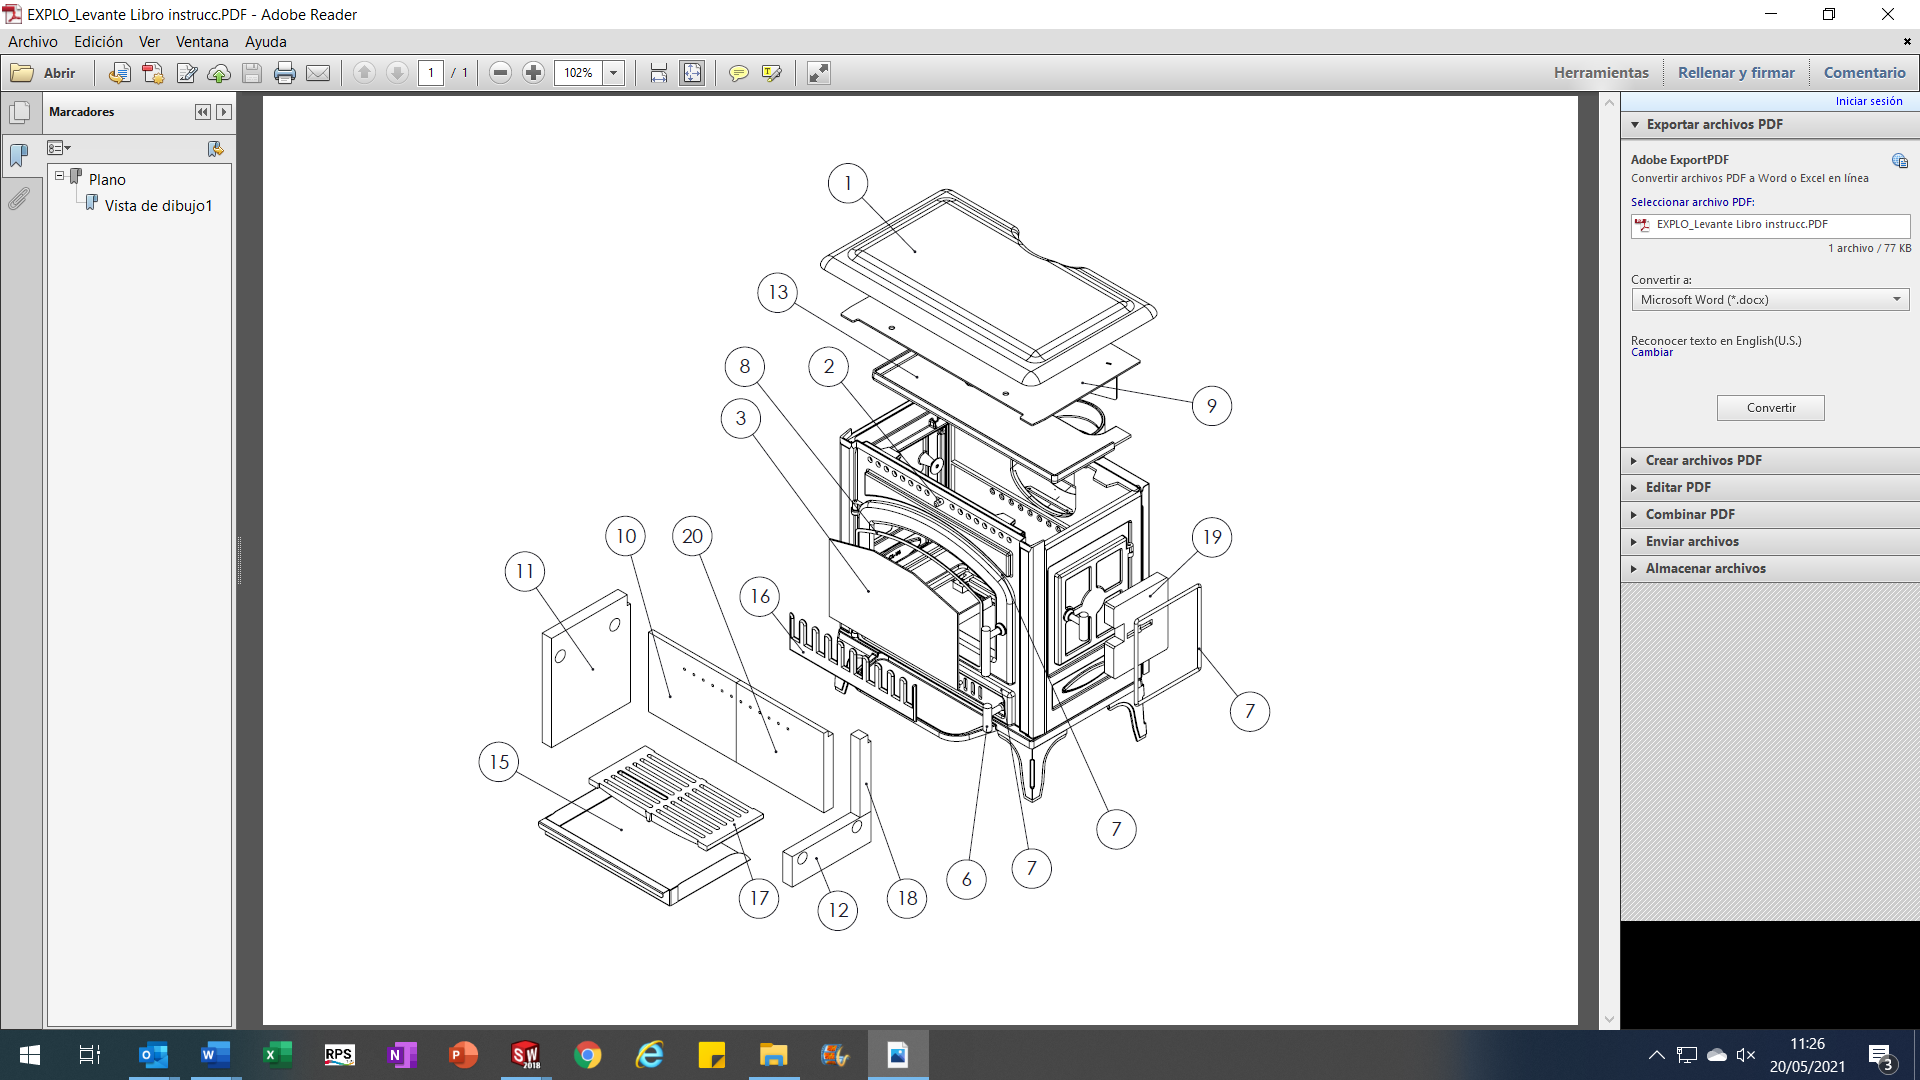 EXPLO_Levante Libro instrucc.PDF - Adobe Reader
Archivo Edición Ver Ventana Ayuda
Abrir 1 / 1 102% Herramientas Rellenar y firmar Comentario
Marcadores
Plano
Vista de dibujo1
1
13
8
2
3
9
10
20
19
11
16
7
15
7
7
6
17
18
12
Iniciar sesión
Exportar archivos PDF
Adobe ExportPDF
Convertir archivos PDF a Word o Excel en línea
Seleccionar archivo PDF:
EXPLO_Levante Libro instrucc.PDF
1 archivo / 77 KB
Convertir a:
Microsoft Word (*.docx)
Reconocer texto en English(U.S.)
Cambiar
Convertir
Crear archivos PDF
Editar PDF
Combinar PDF
Enviar archivos
Almacenar archivos
RPS
SW
2018
11:26
20/05/2021
3